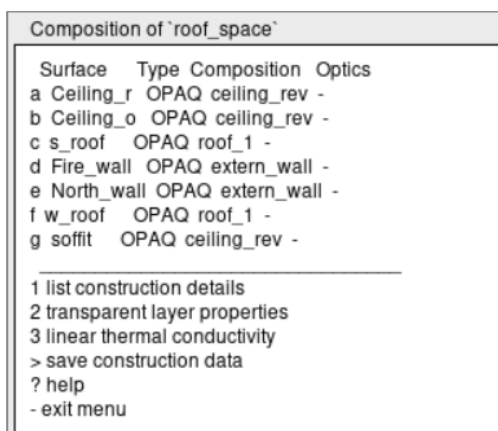 Composition of `roof_space`
Surface Type Composition Optics
a Ceiling_r OPAQ ceiling_rev -
b Ceiling_o OPAQ ceiling_rev -
c s_roof OPAQ roof_1 -
d Fire_wall OPAQ extern_wall -
e North_wall OPAQ extern_wall -
f w_roof OPAQ roof_1 -
g soffit OPAQ ceiling_rev -
1 list construction details
2 transparent layer properties
3 linear thermal conductivity
> save construction data
? help
- exit menu